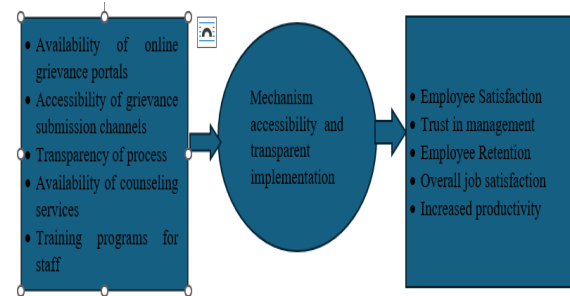 • Availability of online
grievance portals
• Accessibility of grievance
submission channels
• Transparency of process
• Availability of counseling
services
• Training programs for
staff
Mechanism
accessibility and
transparent
implementation
• Employee Satisfaction
• Trust in management
• Employee Retention
• Overall job satisfaction
• Increased productivity